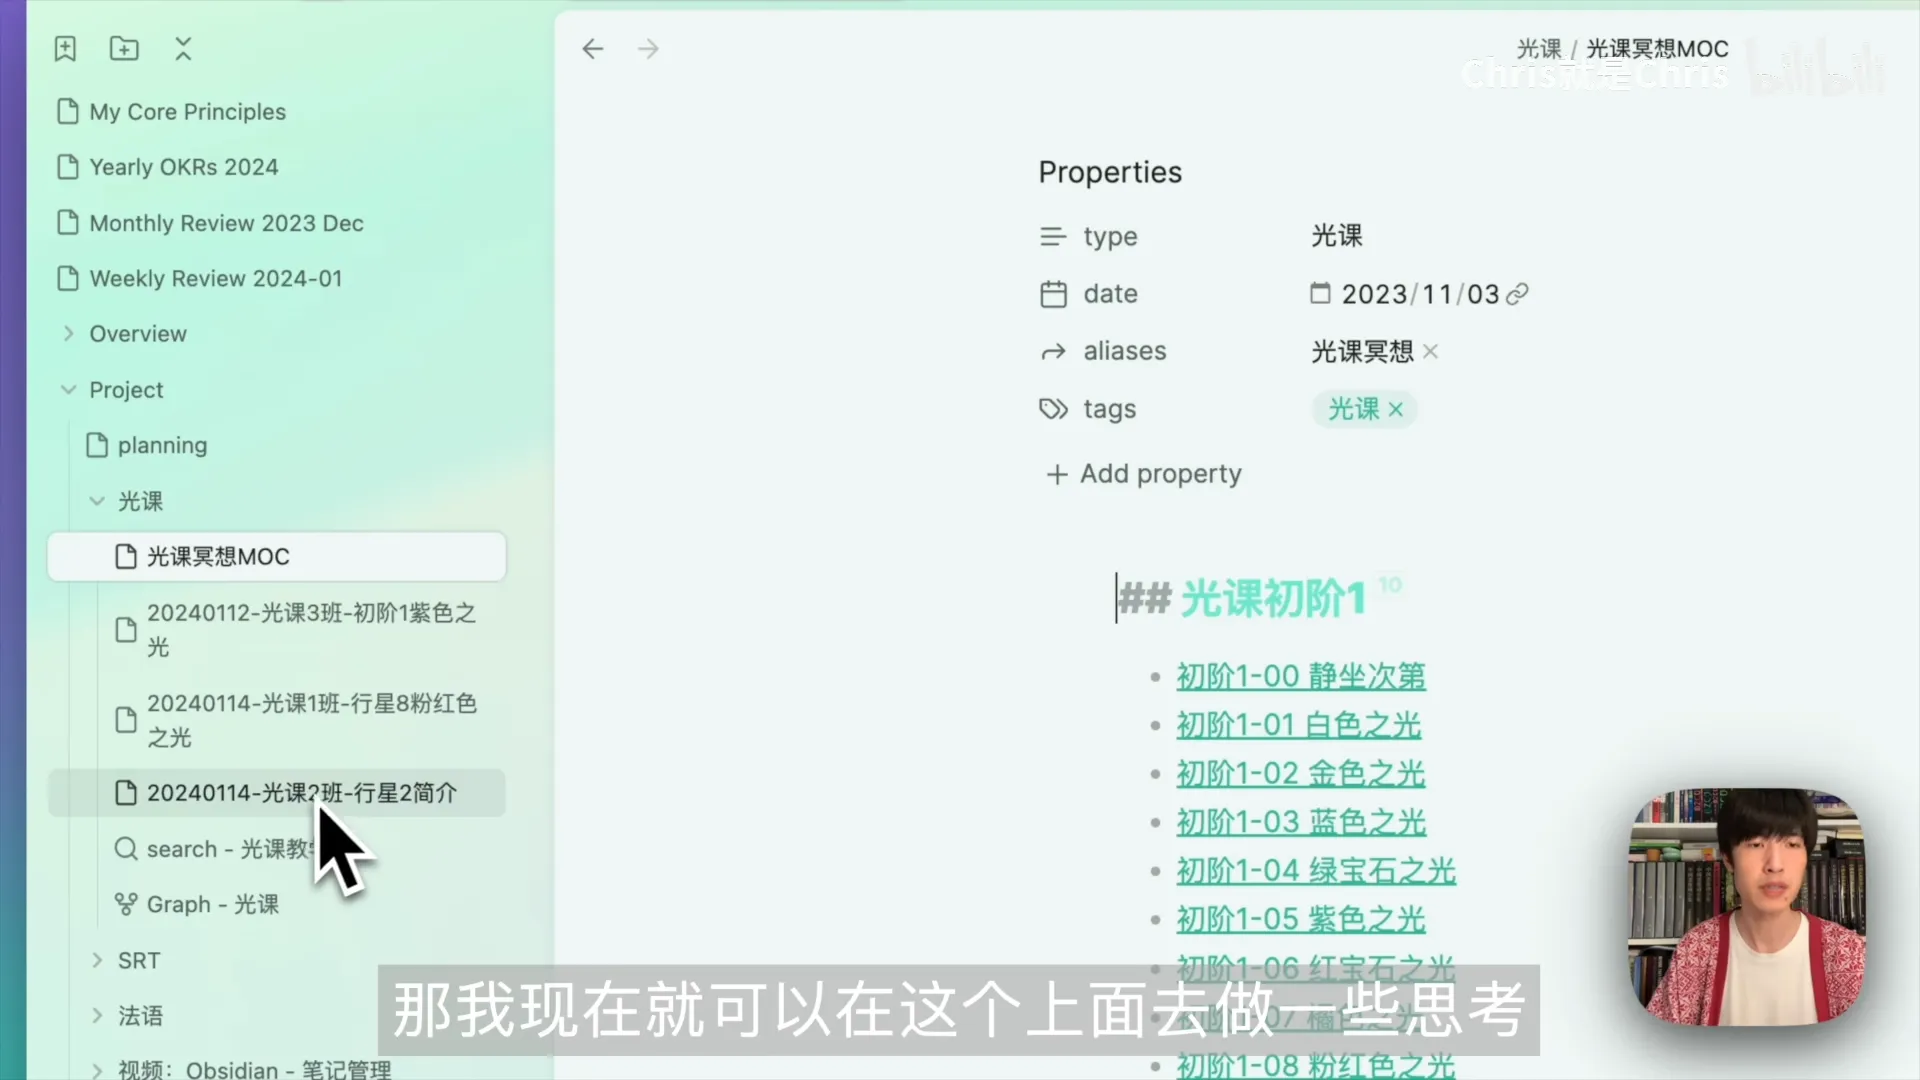 My Core Principles
Yearly OKRs 2024
Monthly Review 2023 Dec
Weekly Review 2024-01
Overview
Project
planning
光课
光课冥想MOC
20240112-光课3班-初阶1紫色之
光
20240114-光课1班-行星8粉红色
之光
20240114-光课2班-行星2简介
search - 光课教
Graph - 光课
SRT
法语
视频：Obsidian - 笔记管理
光课 / 光课冥想MOC
Chris就是Chris bilibili
Properties
type 光课
date 2023/11/03
aliases 光课冥想
tags 光课
Add property
## 光课初阶1 10
初阶1-00 静坐次第
初阶1-01 白色之光
初阶1-02 金色之光
初阶1-03 蓝色之光
初阶1-04 绿宝石之光
初阶1-05 紫色之光
初阶1-06 红宝石之光
初阶1-08 粉红色之光
那我现在就可以在这个上面去做一些思考